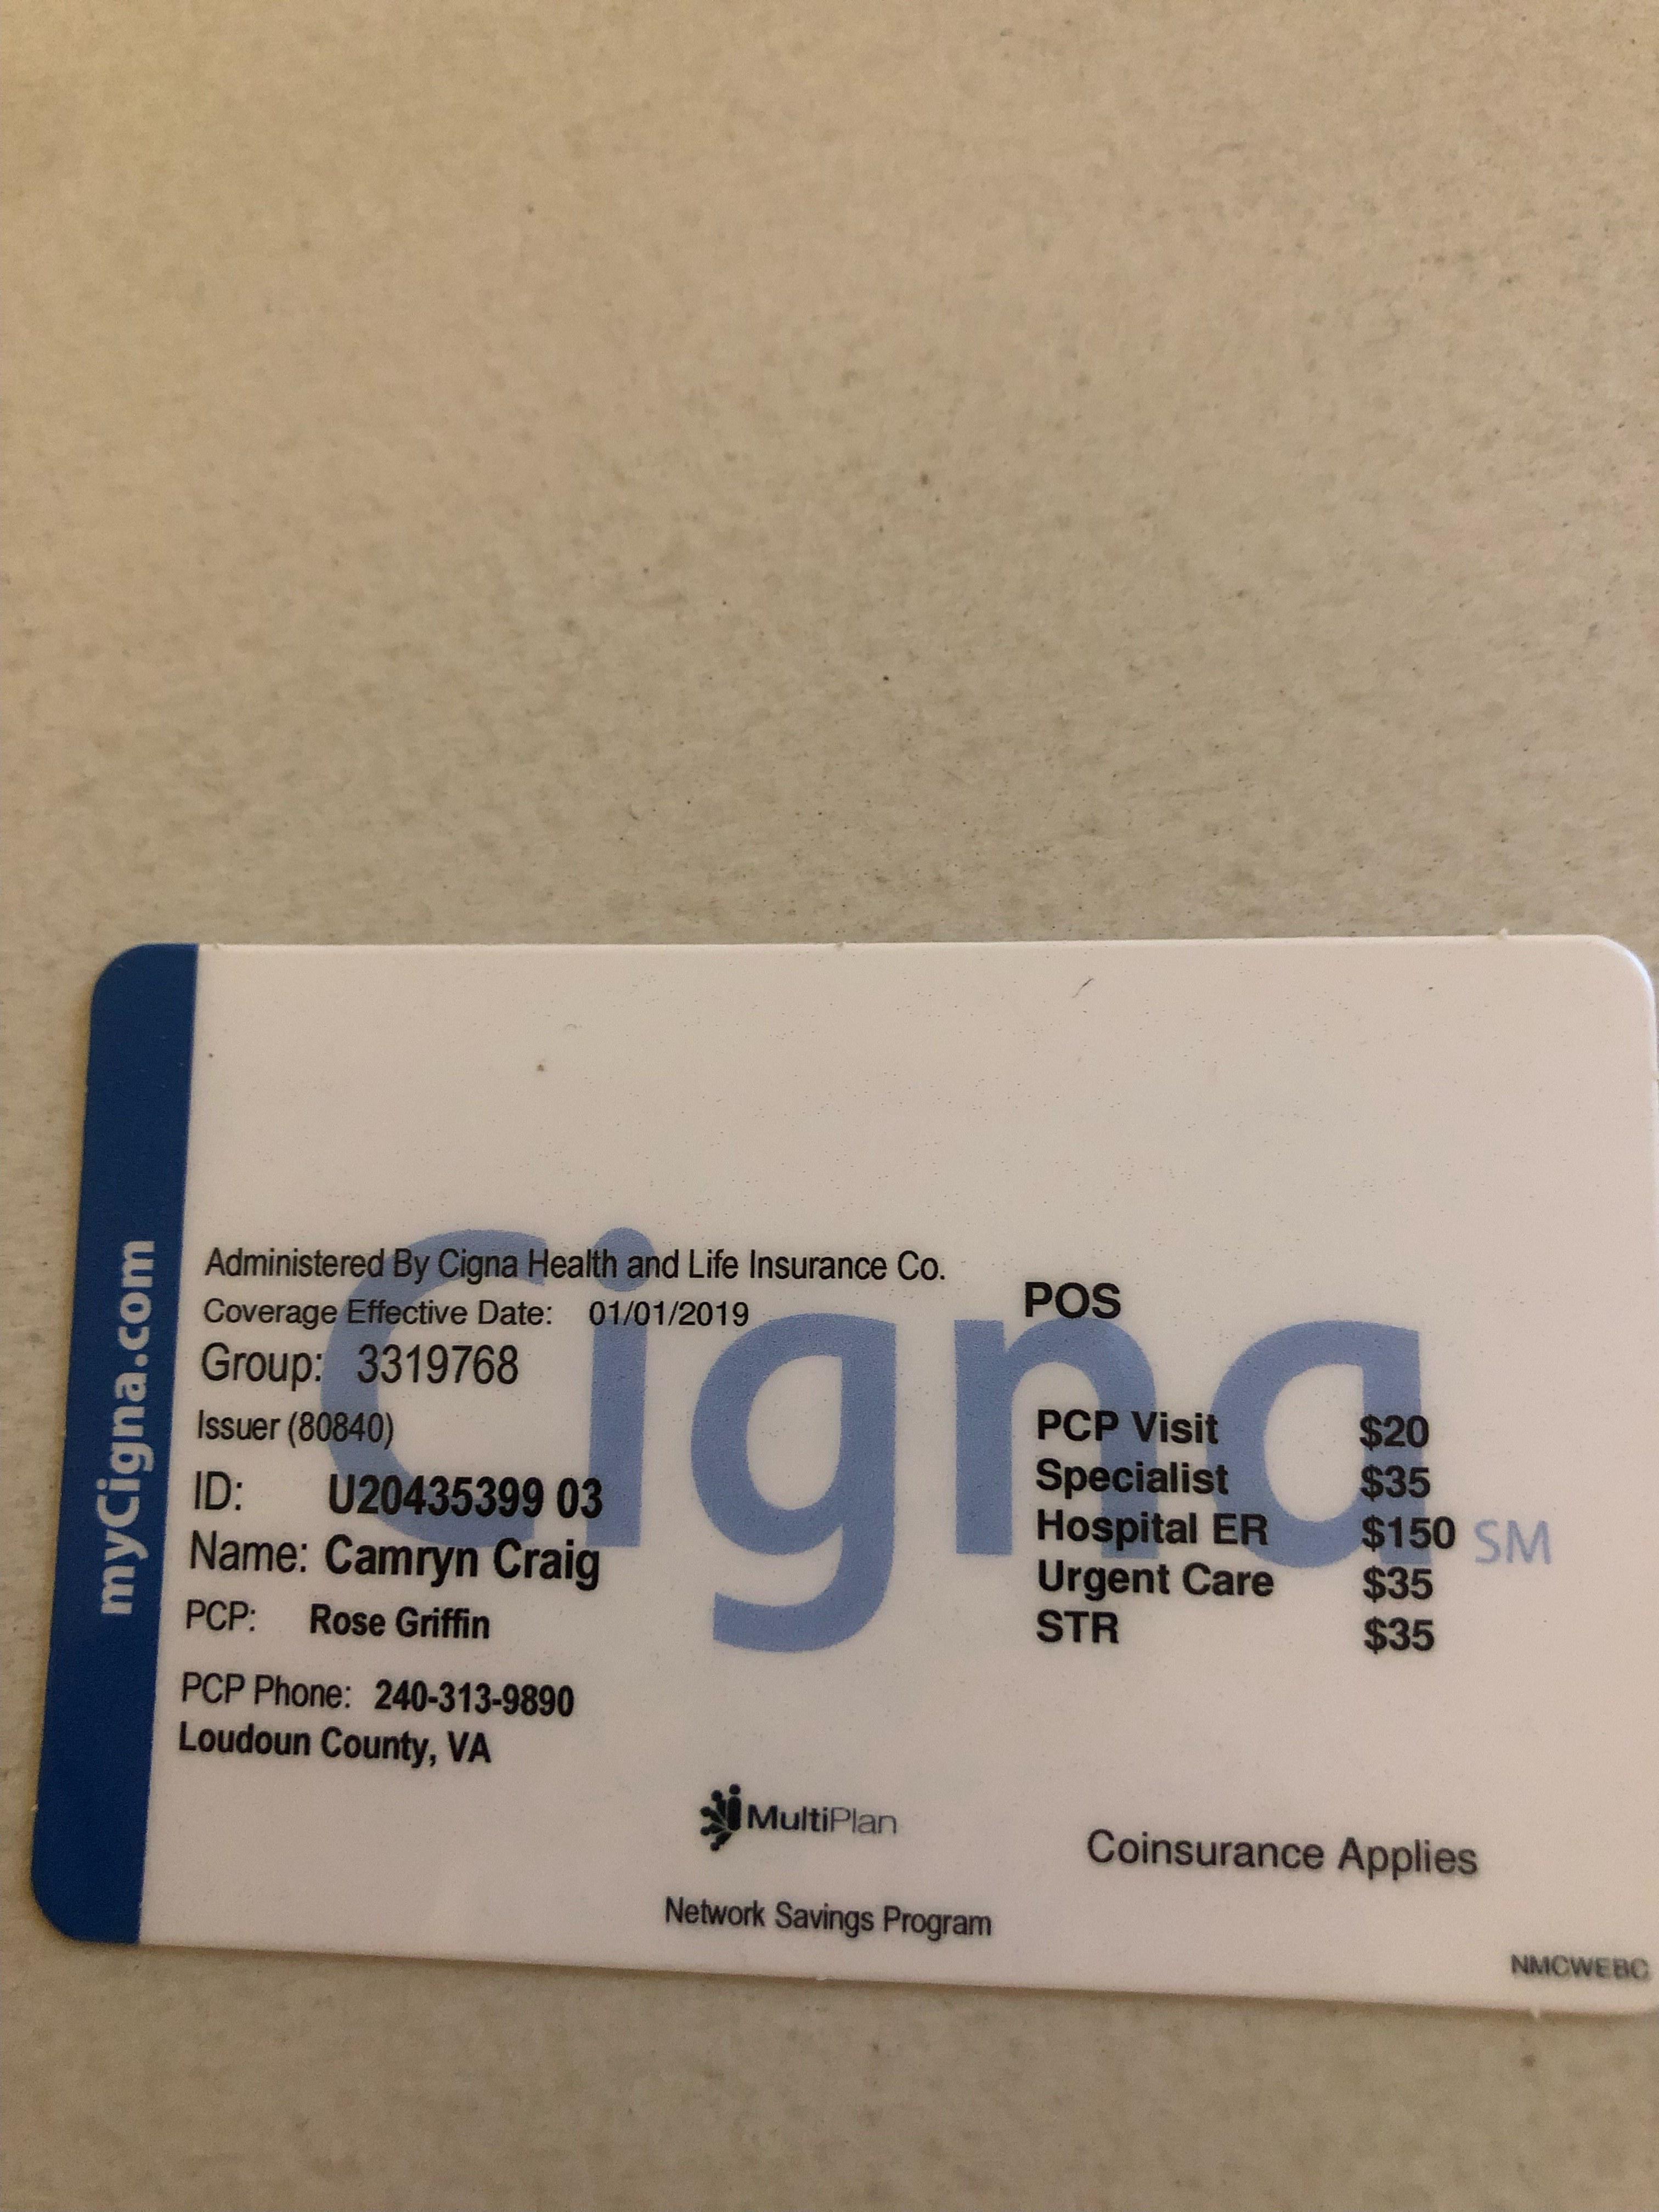 myCigna.com
Cigna SM
Administered By Cigna Health and Life Insurance Co.
Coverage Effective Date: 01/01/2019
Group: 3319768
Issuer (80840)
ID: U20435399 03
Name: Camryn Craig
PCP: Rose Griffin
PCP Phone: 240-313-9890
Loudoun County, VA
POS
PCP Visit $20
Specialist $35
Hospital ER $150
Urgent Care $35
STR $35
MultiPlan
Network Savings Program
Coinsurance Applies
NMCWEBC